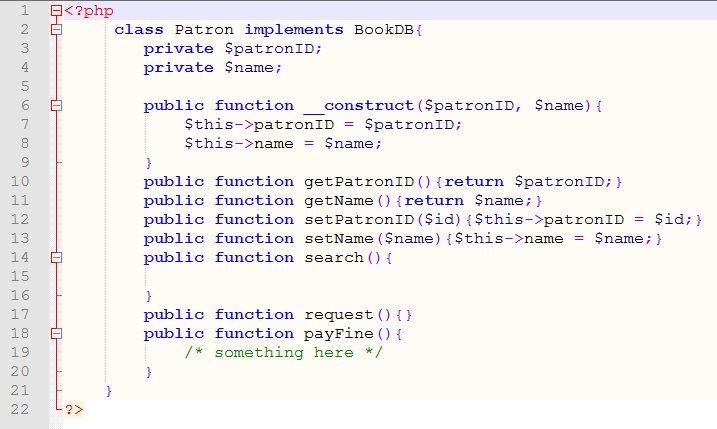 1 <?php
2 class Patron implements BookDB{
3 private $patronID;
4 private $name;
5
6 public function __construct($patronID, $name){
7 $this->patronID = $patronID;
8 $this->name = $name;
9 }
10 public function getPatronID(){return $patronID;}
11 public function getName(){return $name;}
12 public function setPatronID($id){$this->patronID = $id;}
13 public function setName($name){$this->name = $name;}
14 public function search(){
15
16 }
17 public function request(){}
18 public function payFine(){
19 /* something here */
20 }
21 }
22 ?>